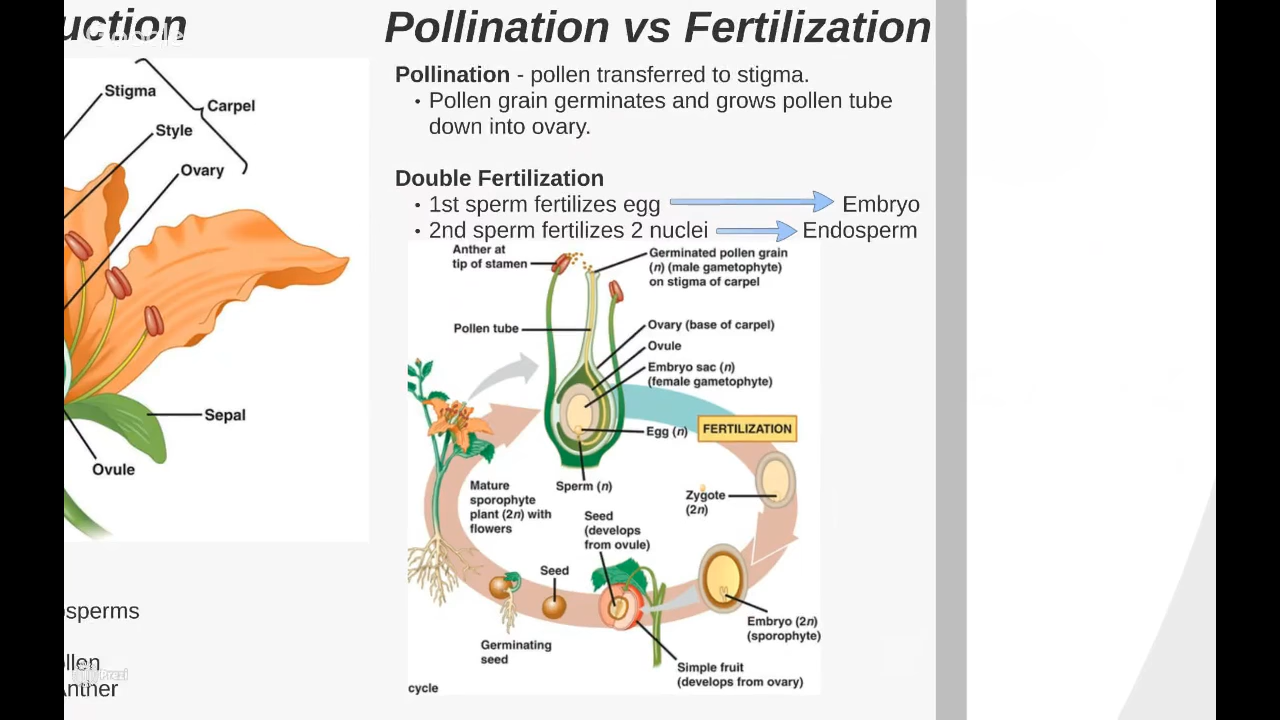 uction
Pollination vs Fertilization
Stigma
Carpel
Style
Ovary
Sepal
Ovule
osperms
ollen
Anther
Pollination - pollen transferred to stigma.
• Pollen grain germinates and grows pollen tube
down into ovary.
Double Fertilization
• 1st sperm fertilizes egg Embryo
• 2nd sperm fertilizes 2 nuclei Endosperm
Anther at
tip of stamen
Germinated pollen grain
(n) (male gametophyte)
on stigma of carpel
Pollen tube
Ovary (base of carpel)
Ovule
Embryo sac (n)
(female gametophyte)
Egg (n)
FERTILIZATION
Sperm (n)
Zygote
(2n)
Mature
sporophyte
plant (2n) with
flowers
Seed
(develops
from ovule)
Seed
Germinating
seed
Embryo (2n)
(sporophyte)
Simple fruit
(develops from ovary)
cycle
Prezi